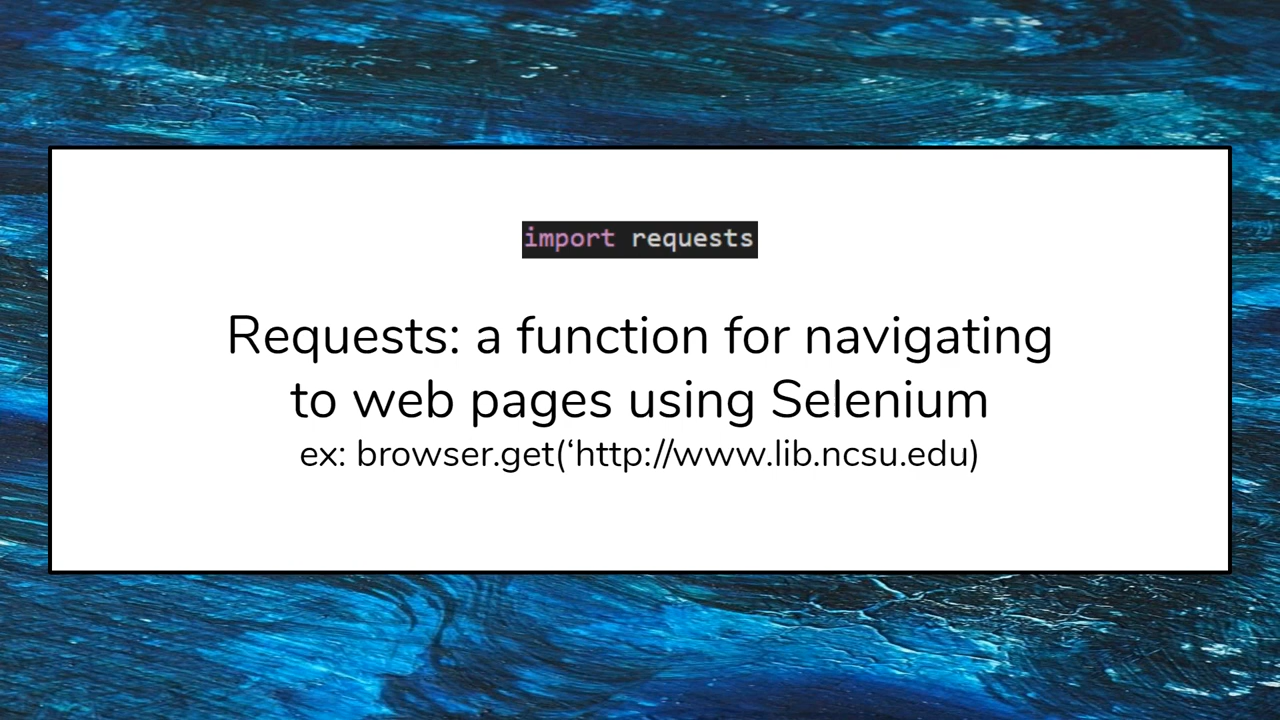 import requests
Requests: a function for navigating
to web pages using Selenium
ex: browser.get(‘http://www.lib.ncsu.edu)